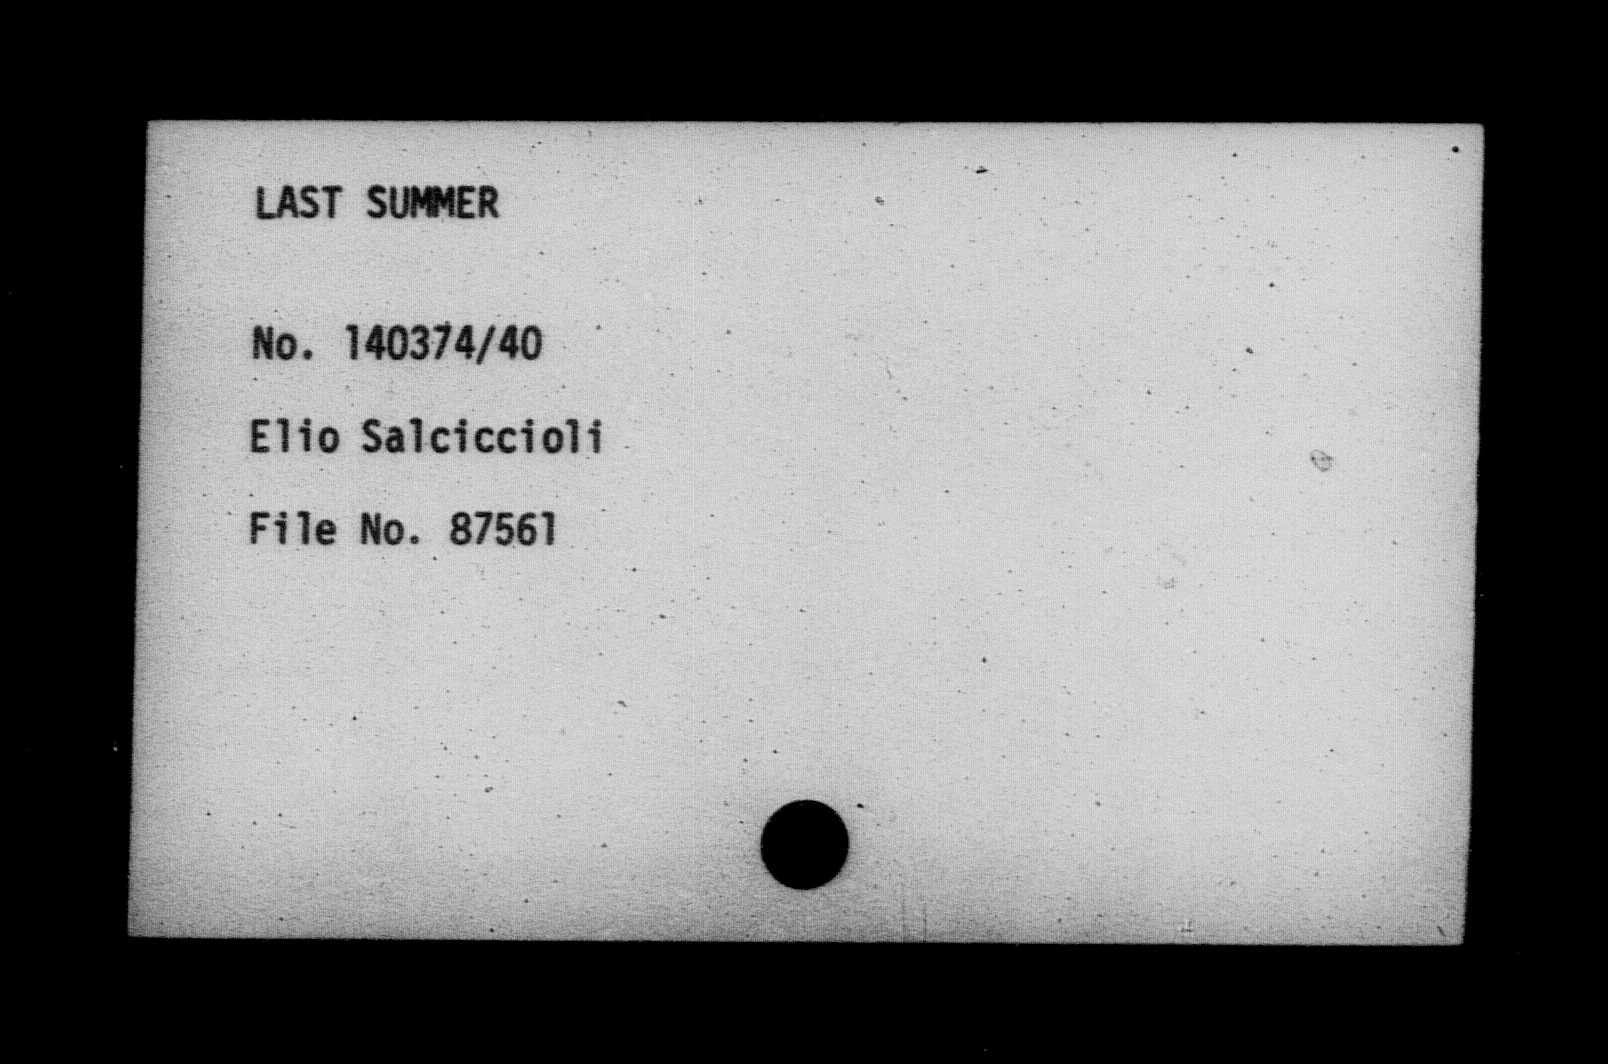 LAST SUMMER
No. 140374/40
Elio Salciccioli
File No. 87561